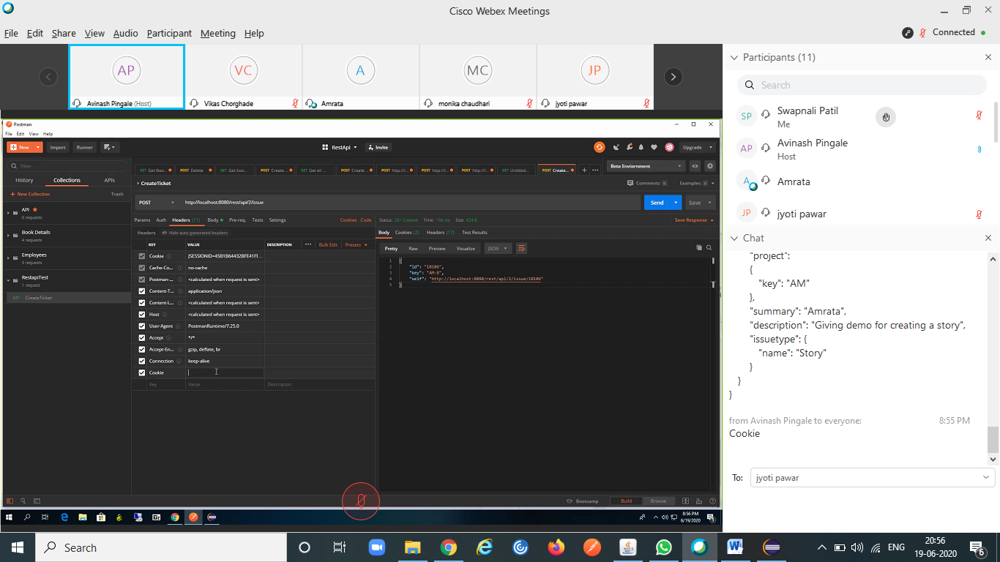 Cisco Webex Meetings
File Edit Share View Audio Participant Meeting Help
Connected
AP
Avinash Pingale (Host)
VC
Vikas Chorghade
A
Amrata
MC
monika chaudhari
JP
jyoti pawar
Postman
File Edit View Help
New
Import
Runner
RestApi
Invite
Upgrade
Filter
History
Collections
APIs
New Collection
Trash
API
0 requests
Book Details
4 requests
Employees
5 requests
RestapiTest
1 request
GET CreateTicket
GET Get Boo...
POST Delete
GET Get boo...
POST Create ...
GET Get all ...
POST Create ...
POST http://l...
POST http://l...
POST http://l...
GET Untitled...
POST Create...
Beta Enviornment
CreateTicket
Comments 0
Examples 0
POST
http://localhost:8080/rest/api/2/issue
Send
Save
Params Auth Headers (11) Body Pre-req. Tests Settings
Cookies Code
Headers
Hide auto-generated headers
KEY VALUE DESCRIPTION
Bulk Edit Presets
Cookie JSESSIONID=45B1B64432BFE41FI...
Cache-Co... no-cache
Postman-... <calculated when request is sent>
Content-T... application/json
Content-L... <calculated when request is sent>
Host <calculated when request is sent>
User-Agent PostmanRuntime/7.25.0
Accept */*
Accept-En... gzip, deflate, br
Connection keep-alive
Cookie
Key Value Description
Status: 201 Created Time: 156 ms Size: 624 B
Save Response
Body Cookies (2) Headers (17) Test Results
Pretty Raw Preview Visualize JSON
1 {
2 "id": "10106",
3 "key": "AM-8",
4 "self": "http://localhost:8080/rest/api/2/issue/10106"
5 }
Bootcamp
Build
Browse
8:56 PM
6/19/2020
Participants (11)
Search
SP
Swapnali Patil
Me
AP
Avinash Pingale
Host
A
Amrata
JP
jyoti pawar
Chat
"project":
{
"key": "AM"
},
"summary": "Amrata",
"description": "Giving demo for creating a story",
"issuetype": {
"name": "Story"
}
}
}
from Avinash Pingale to everyone: 8:55 PM
Cookie
To: jyoti pawar
Search
ENG
20:56
19-06-2020
6